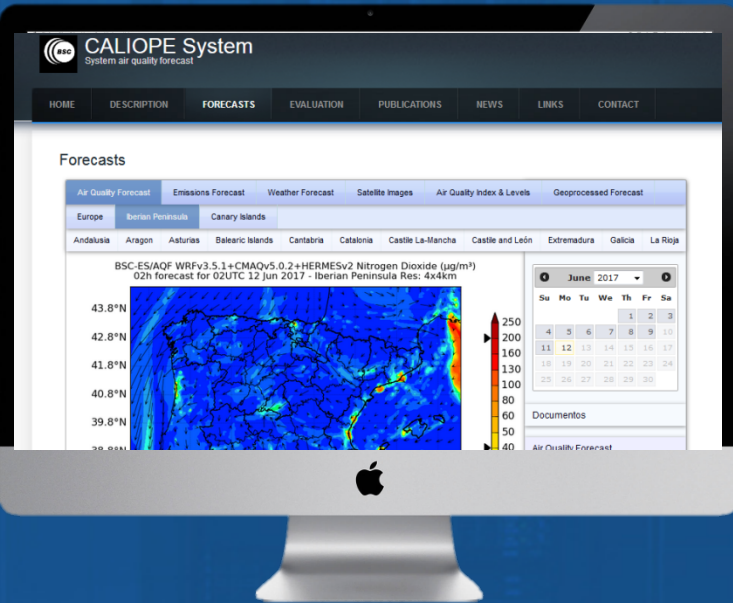 BSC
CALIOPE System
System air quality forecast
HOME DESCRIPTION FORECASTS EVALUATION PUBLICATIONS NEWS LINKS CONTACT
Forecasts
Air Quality Forecast Emissions Forecast Weather Forecast Satellite Images Air Quality Index & Levels Geoprocessed Forecast
Europe Iberian Peninsula Canary Islands
Andalusia Aragon Asturias Balearic Islands Cantabria Catalonia Castile La-Mancha Castile and León Extremadura Galicia La Rioja
BSC-ES/AQF WRFv3.5.1+CMAQv5.0.2+HERMESv2 Nitrogen Dioxide (µg/m³)
02h forecast for 02UTC 12 Jun 2017 - Iberian Peninsula Res: 4x4km
43.8°N
42.8°N
41.8°N
40.8°N
39.8°N
38.8°N
250
200
160
130
100
80
60
50
40
June 2017
Su Mo Tu We Th Fr Sa
1 2 3
4 5 6 7 8 9 10
11 12 13 14 15 16 17
18 19 20 21 22 23 24
25 26 27 28 29 30
Documentos
Air Quality Forecast